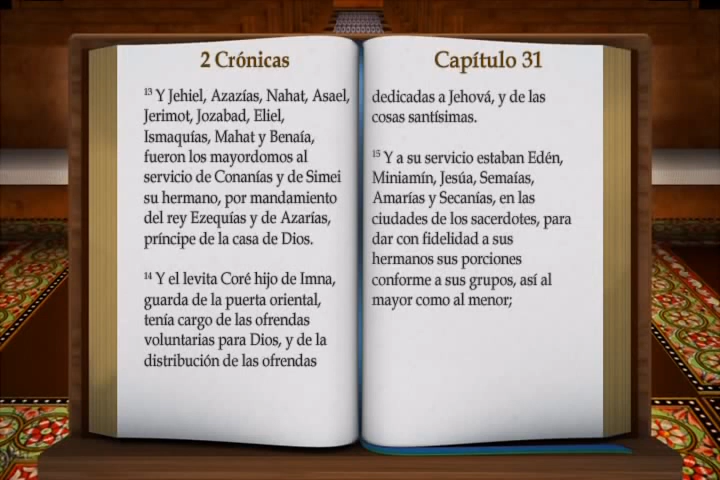 2 Crónicas
13 Y Jehiel, Azazías, Nahat, Asael,
Jerimot, Jozabad, Eliel,
Ismaquías, Mahat y Benaía,
fueron los mayordomos al
servicio de Conanías y de Simei
su hermano, por mandamiento
del rey Ezequías y de Azarías,
príncipe de la casa de Dios.
14 Y el levita Coré hijo de Imna,
guarda de la puerta oriental,
tenía cargo de las ofrendas
voluntarias para Dios, y de la
distribución de las ofrendas
Capítulo 31
dedicadas a Jehová, y de las
cosas santísimas.
15 Y a su servicio estaban Edén,
Miniamín, Jesúa, Semaías,
Amarías y Secanías, en las
ciudades de los sacerdotes, para
dar con fidelidad a sus
hermanos sus porciones
conforme a sus grupos, así al
mayor como al menor;